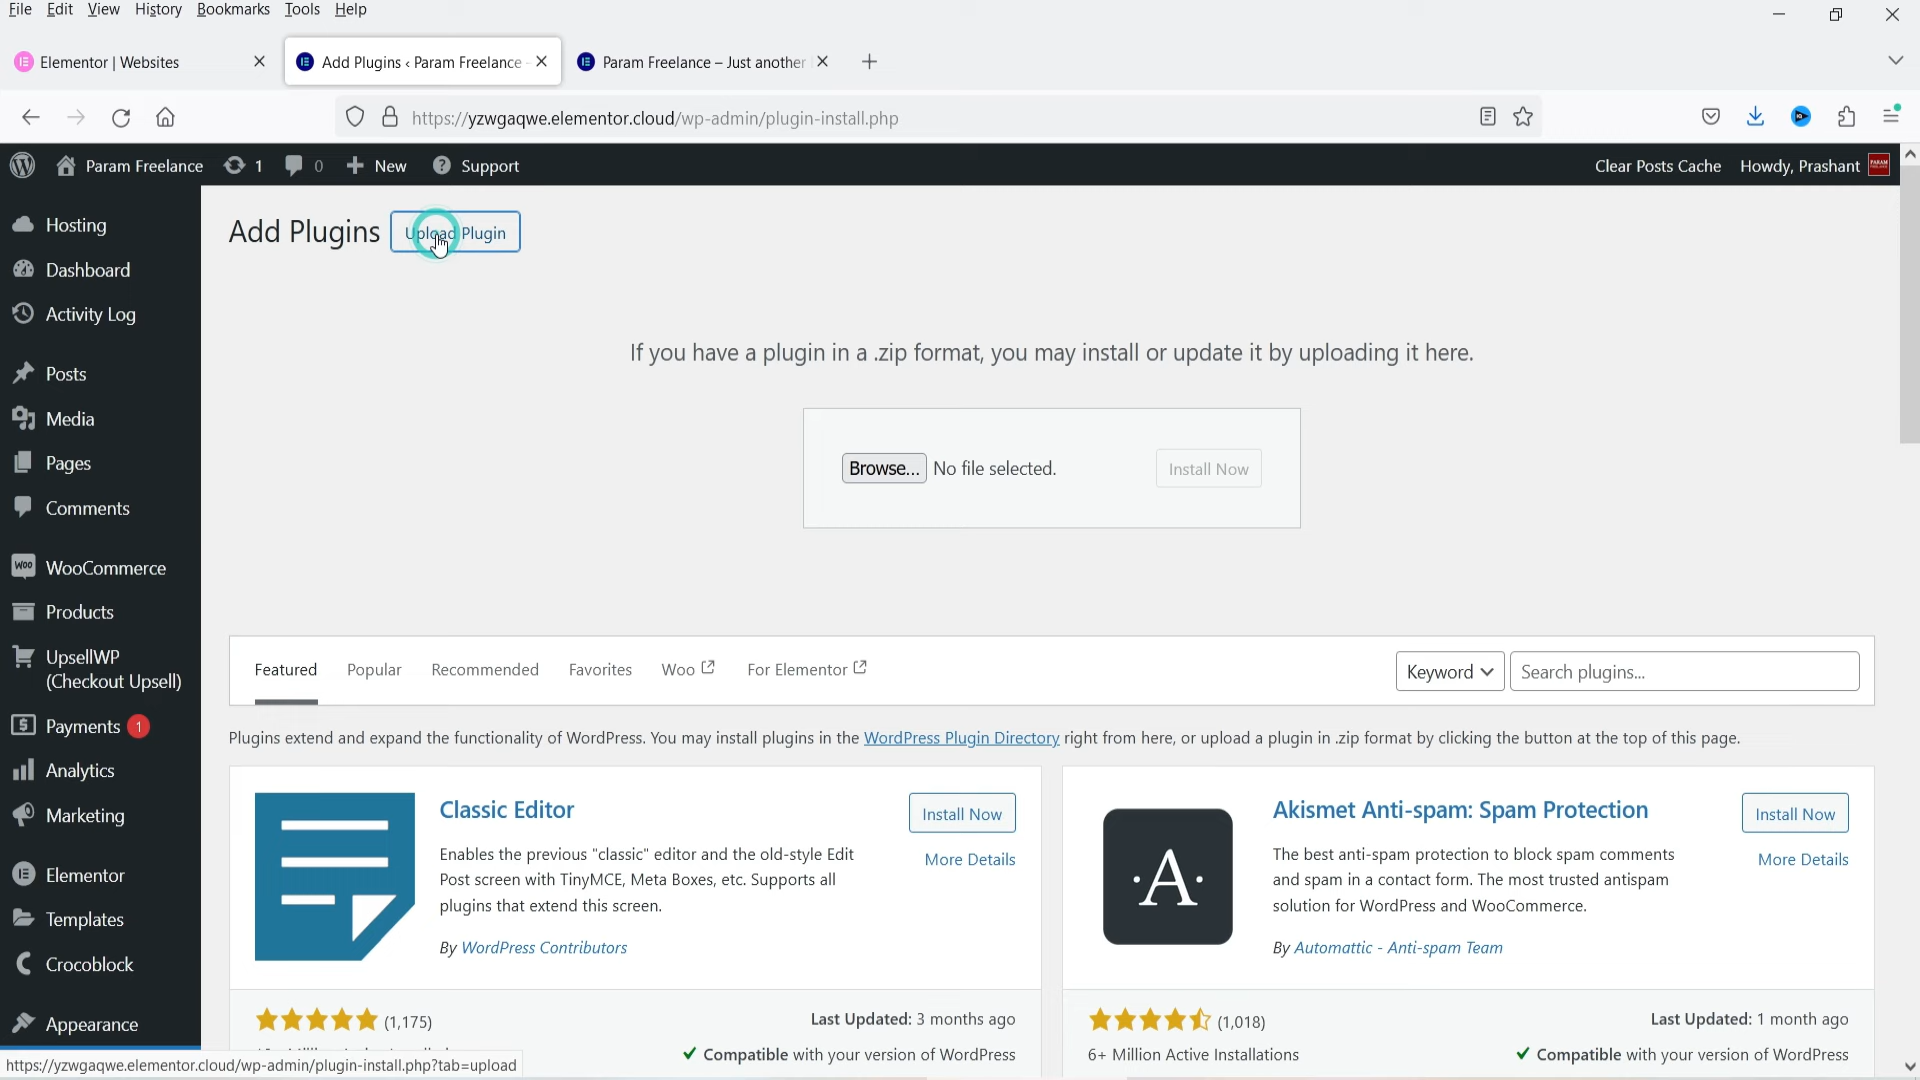 File Edit View History Bookmarks Tools Help
Elementor | Websites
Add Plugins ‹ Param Freelance -
Param Freelance – Just another
https://yzwgaqwe.elementor.cloud/wp-admin/plugin-install.php
Param Freelance 1 0 New Support Clear Posts Cache Howdy, Prashant
Hosting
Dashboard
Activity Log
Posts
Media
Pages
Comments
WooCommerce
Products
UpsellWP
(Checkout Upsell)
Payments 1
Analytics
Marketing
Elementor
Templates
Crocoblock
Appearance
Add Plugins Upload Plugin
If you have a plugin in a .zip format, you may install or update it by uploading it here.
Browse... No file selected. Install Now
Featured Popular Recommended Favorites Woo For Elementor Keyword Search plugins...
Plugins extend and expand the functionality of WordPress. You may install plugins in the WordPress Plugin Directory right from here, or upload a plugin in .zip format by clicking the button at the top of this page.
Classic Editor
Install Now
More Details
Enables the previous "classic" editor and the old-style Edit
Post screen with TinyMCE, Meta Boxes, etc. Supports all
plugins that extend this screen.
By WordPress Contributors
(1,175)
Last Updated: 3 months ago
Compatible with your version of WordPress
·A·
Akismet Anti-spam: Spam Protection
Install Now
More Details
The best anti-spam protection to block spam comments
and spam in a contact form. The most trusted antispam
solution for WordPress and WooCommerce.
By Automattic - Anti-spam Team
(1,018)
Last Updated: 1 month ago
6+ Million Active Installations
Compatible with your version of WordPress
https://yzwgaqwe.elementor.cloud/wp-admin/plugin-install.php?tab=upload